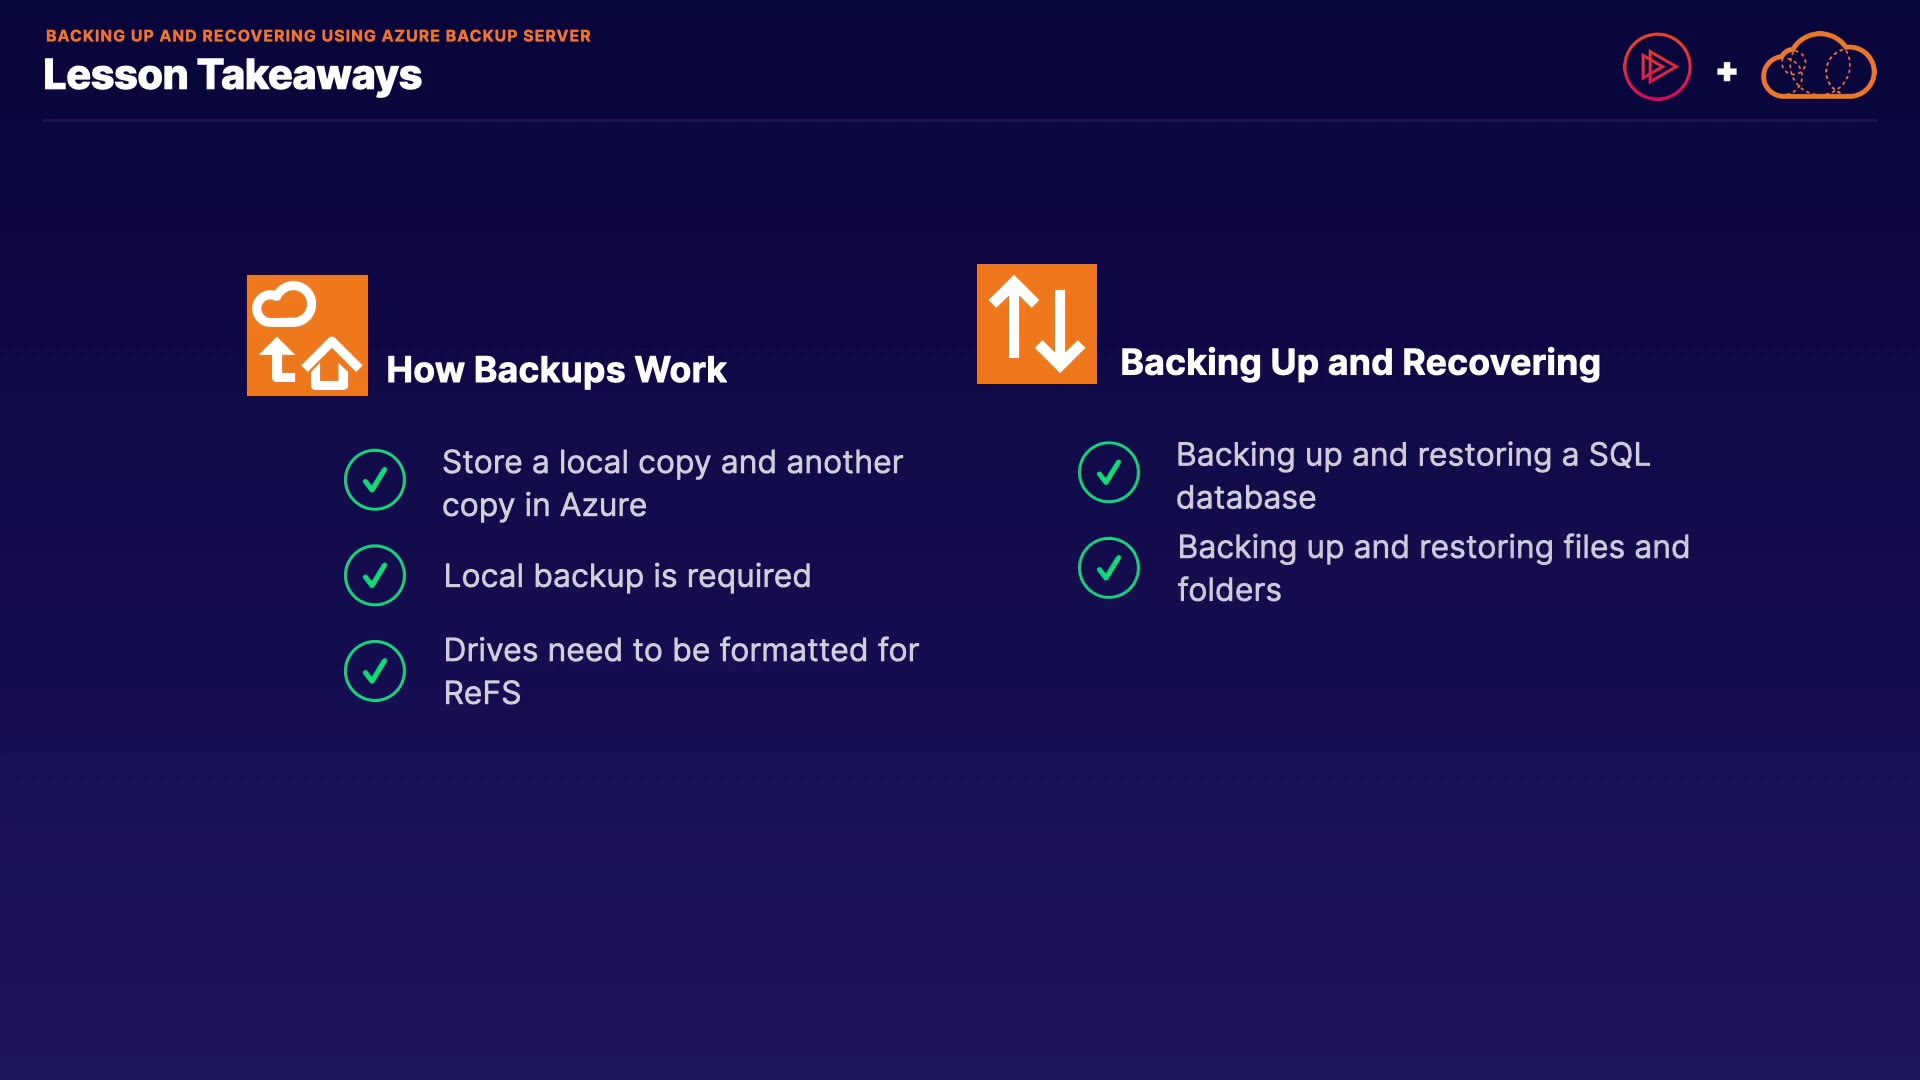 BACKING UP AND RECOVERING USING AZURE BACKUP SERVER
Lesson Takeaways
How Backups Work
Store a local copy and another
copy in Azure
Local backup is required
Drives need to be formatted for
ReFS
Backing Up and Recovering
Backing up and restoring a SQL
database
Backing up and restoring files and
folders